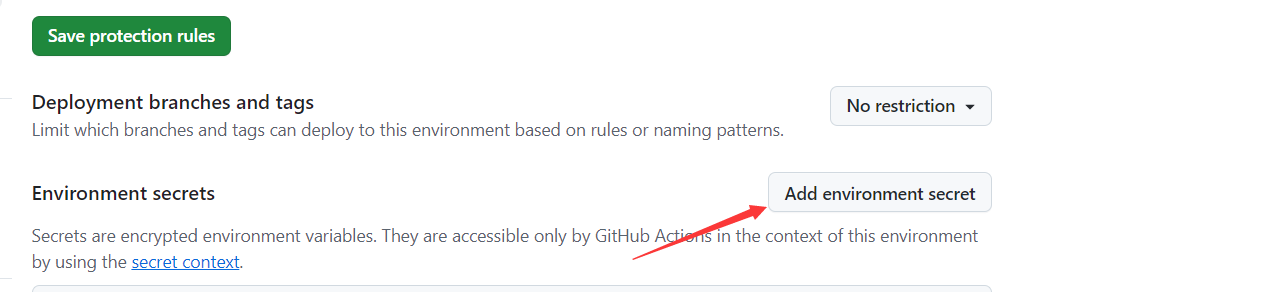 Save protection rules
Deployment branches and tags
No restriction
Limit which branches and tags can deploy to this environment based on rules or naming patterns.
Environment secrets
Add environment secret
Secrets are encrypted environment variables. They are accessible only by GitHub Actions in the context of this environment
by using the secret context.